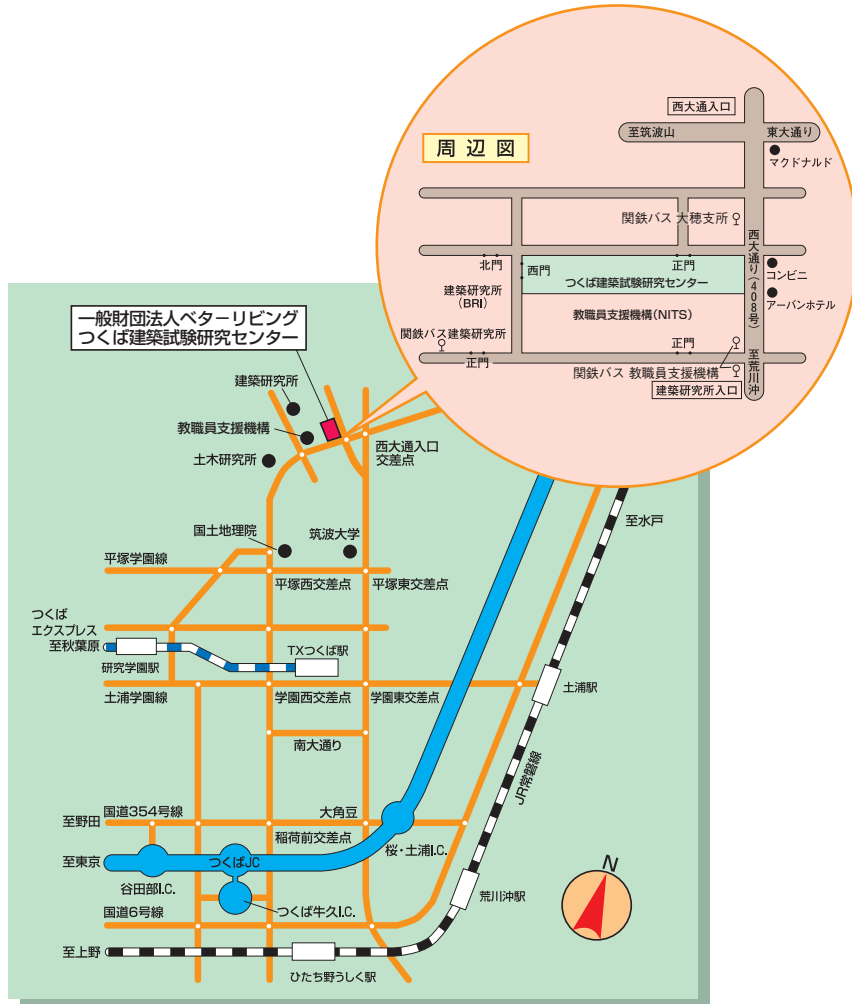 西大通入口
至筑波山
東大通り
マクドナルド
周辺図
関鉄バス 大穂支所
西大通り(408号)
北門
西門
正門
コンビニ
つくば建築試験研究センター
建築研究所
(BRI)
アーバンホテル
教職員支援機構(NITS)
関鉄バス建築研究所
正門
正門
至荒川沖
関鉄バス 教職員支援機構
建築研究所入口
一般財団法人ベターリビング
つくば建築試験研究センター
建築研究所
教職員支援機構
土木研究所
西大通入口
交差点
国土地理院
筑波大学
至水戸
平塚学園線
平塚西交差点
平塚東交差点
つくば
エクスプレス
至秋葉原
研究学園駅
TXつくば駅
土浦学園線
学園西交差点
学園東交差点
土浦駅
南大通り
JR常磐線
国道354号線
大角豆
至野田
稲荷前交差点
桜・土浦I.C.
至東京
つくばJC
谷田部I.C.
つくば牛久I.C.
荒川沖駅
N
国道6号線
至上野
ひたち野うしく駅